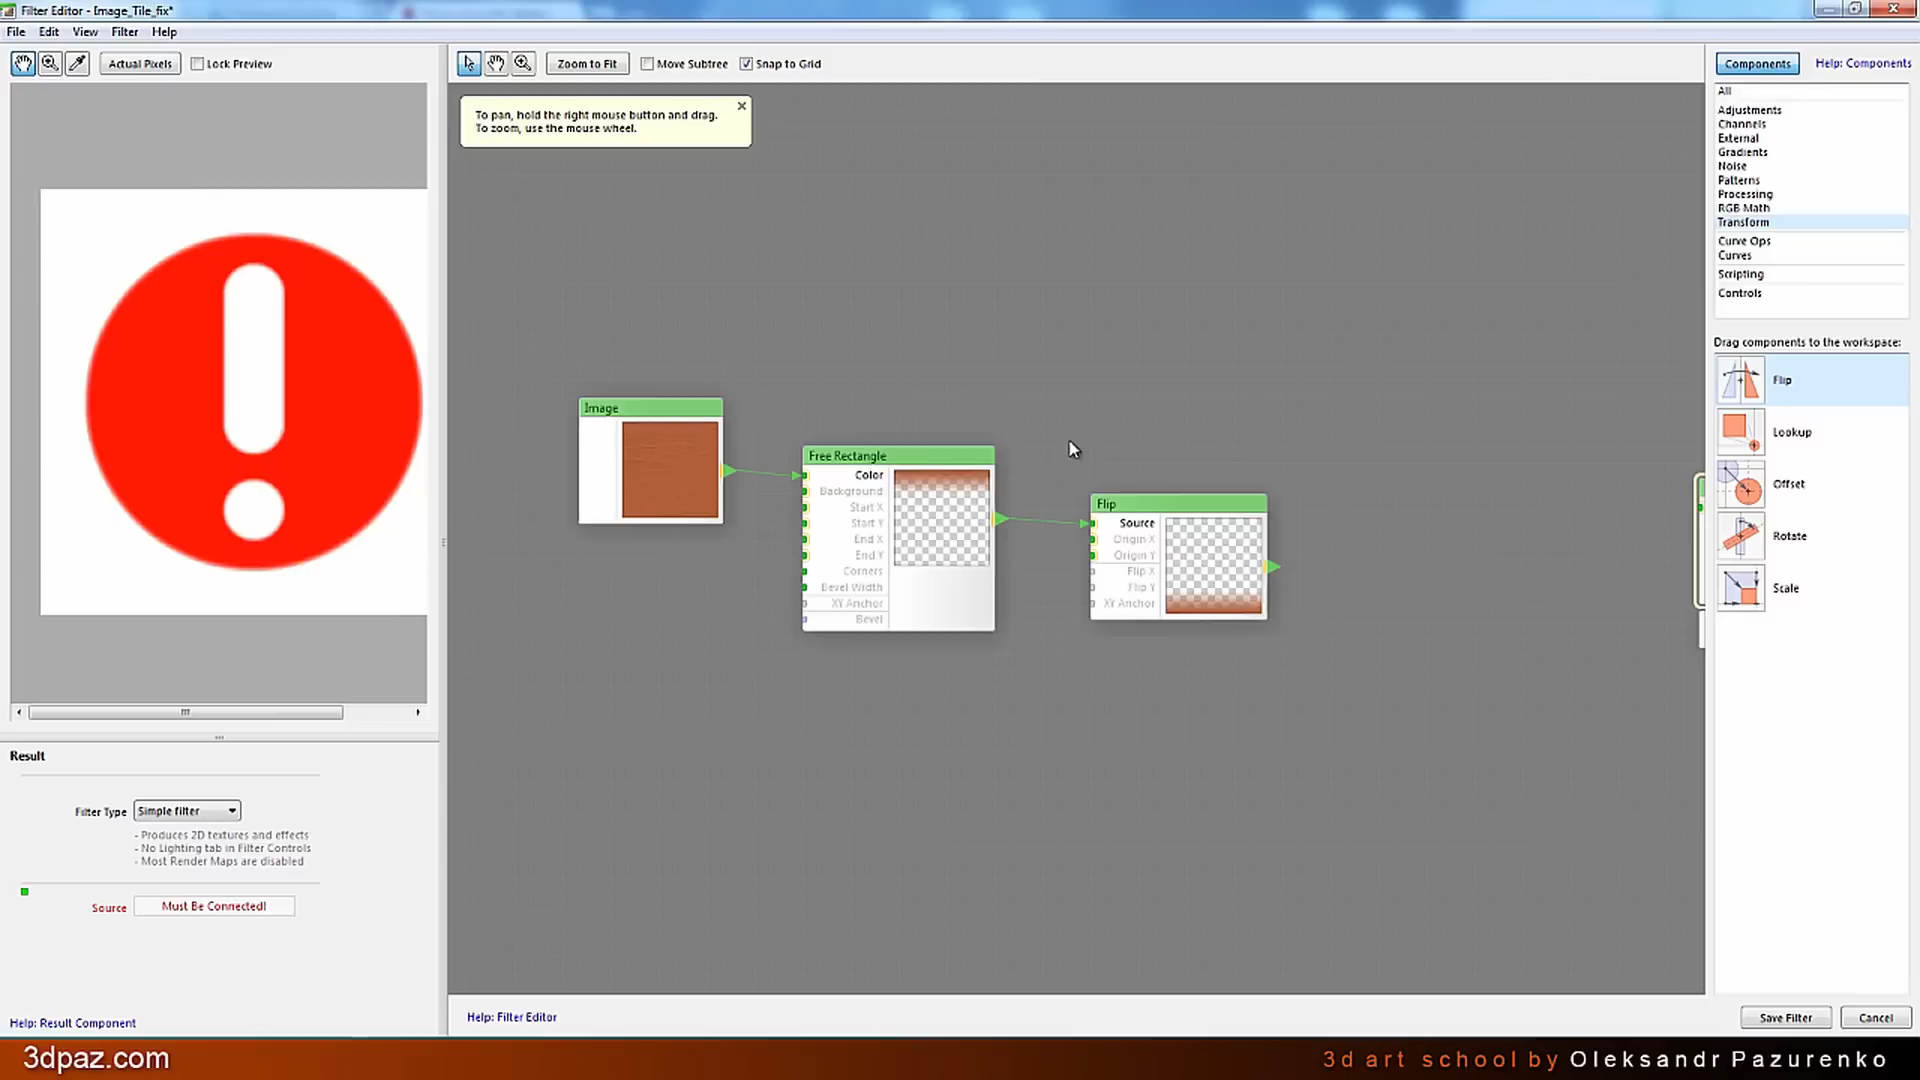 Filter Editor - Image_Tile_fix*
File Edit View Filter Help
Actual Pixels Lock Preview
Zoom to Fit Move Subtree Snap to Grid
Components Help: Components
To pan, hold the right mouse button and drag.
To zoom, use the mouse wheel.
All
Adjustments
Channels
External
Gradients
Noise
Patterns
Processing
RGB Math
Transform
Curve Ops
Curves
Scripting
Controls
Drag components to the workspace:
Flip
Lookup
Offset
Rotate
Scale
Image
Free Rectangle
Color
Background
Start X
Start Y
End X
End Y
Corners
Bevel Width
XY Anchor
Bevel
Flip
Source
Origin X
Origin Y
Flip X
Flip Y
XY Anchor
Result
Filter Type Simple filter
- Produces 2D textures and effects
- No Lighting tab in Filter Controls
- Most Render Maps are disabled
Source Must Be Connected!
Help: Result Component
Help: Filter Editor
Save Filter Cancel
3dpaz.com
3d art school by Oleksandr Pazurenko